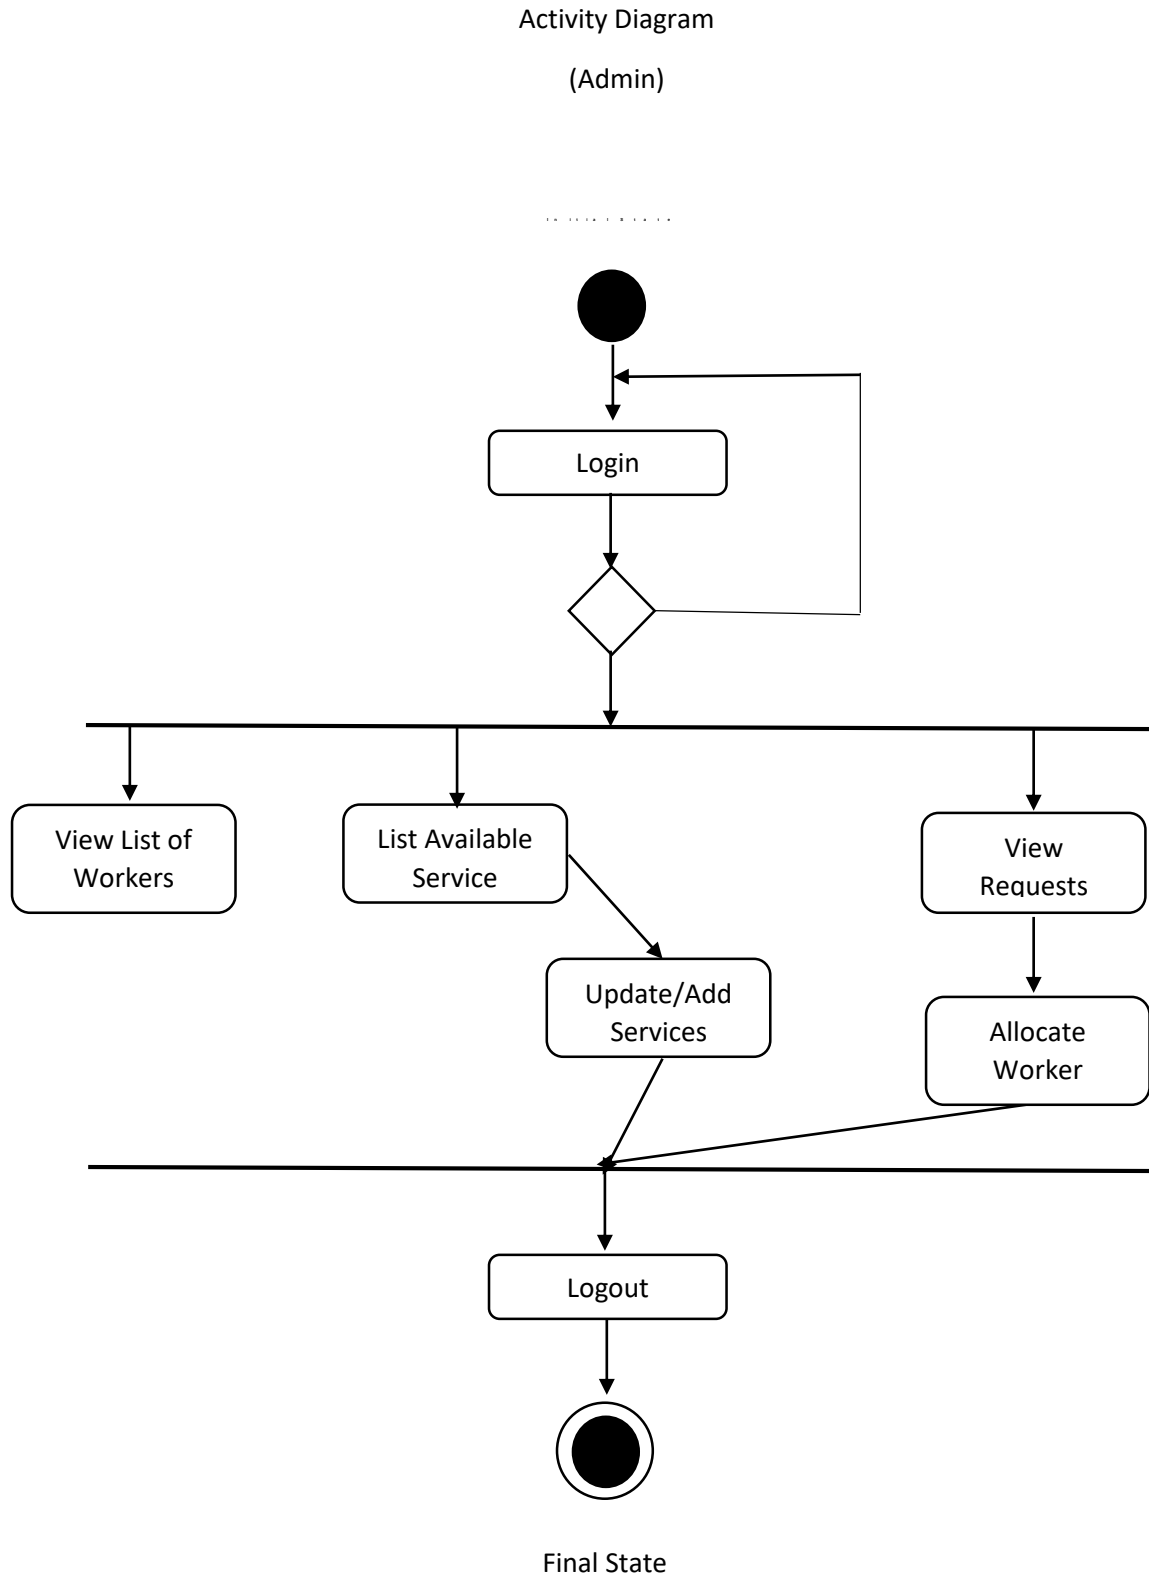 Activity Diagram
(Admin)
Login
View List of
Workers
List Available
Service
View
Requests
Update/Add
Services
Allocate
Worker
Logout
Final State